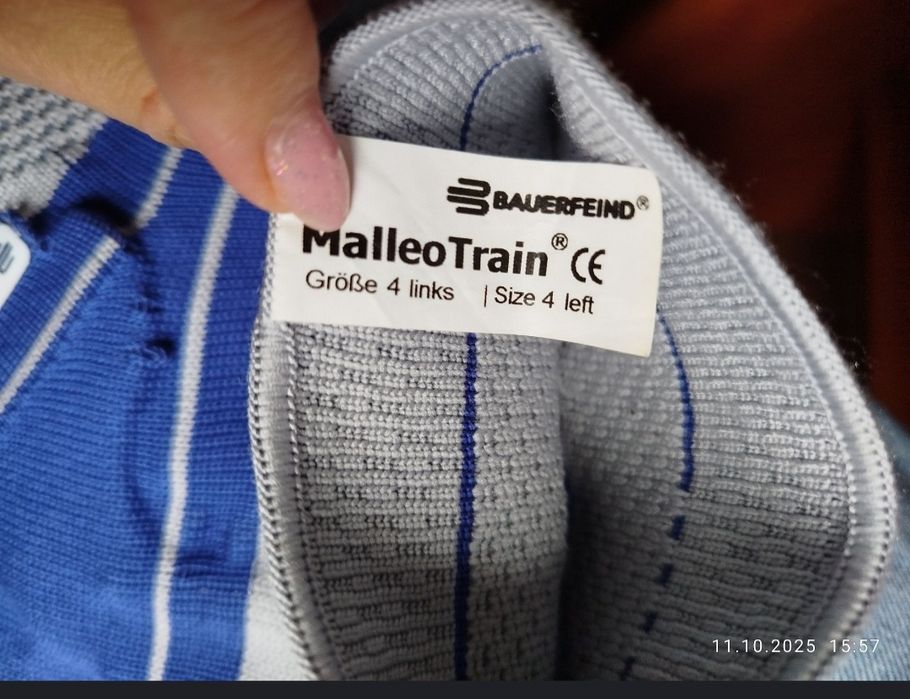 BAUERFEIND®
MalleoTrain® CE
Größe 4 links | Size 4 left
11.10.2025 15:57